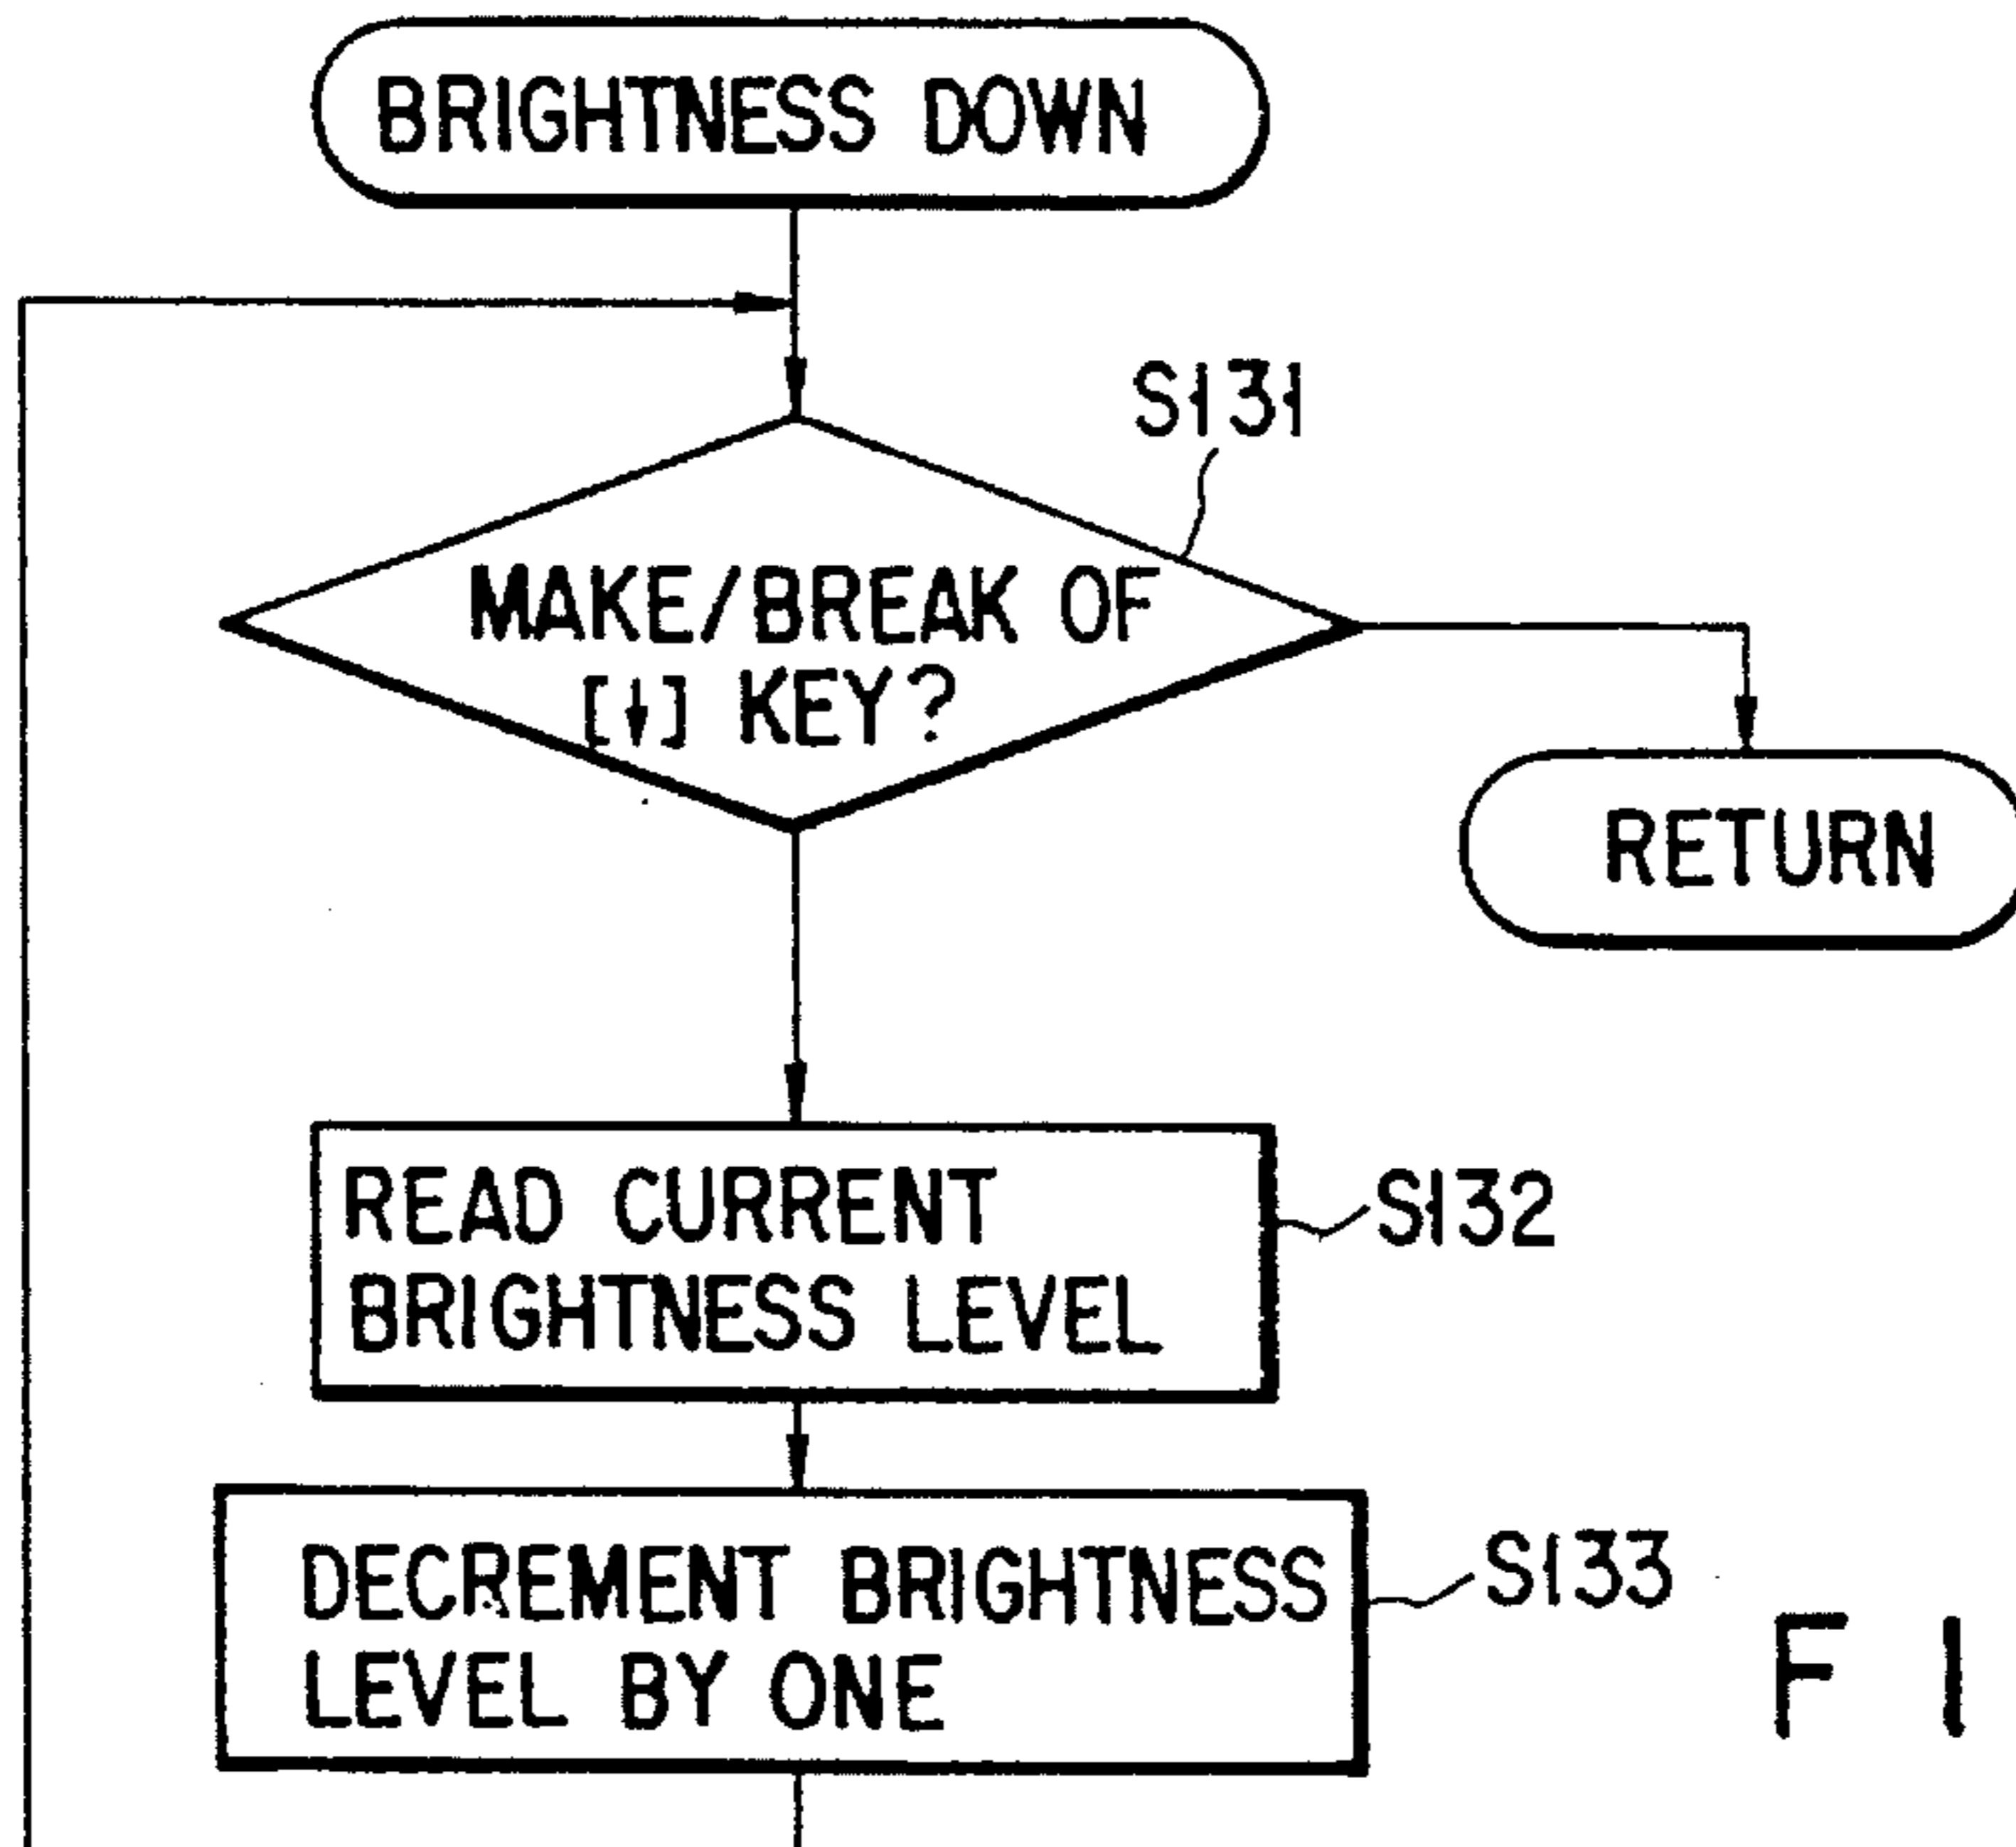 BRIGHTNESS DOWN
S131
MAKE/BREAK OF
[↓] KEY?
RETURN
READ CURRENT
BRIGHTNESS LEVEL
S132
DECREMENT BRIGHTNESS
LEVEL BY ONE
S133
F I